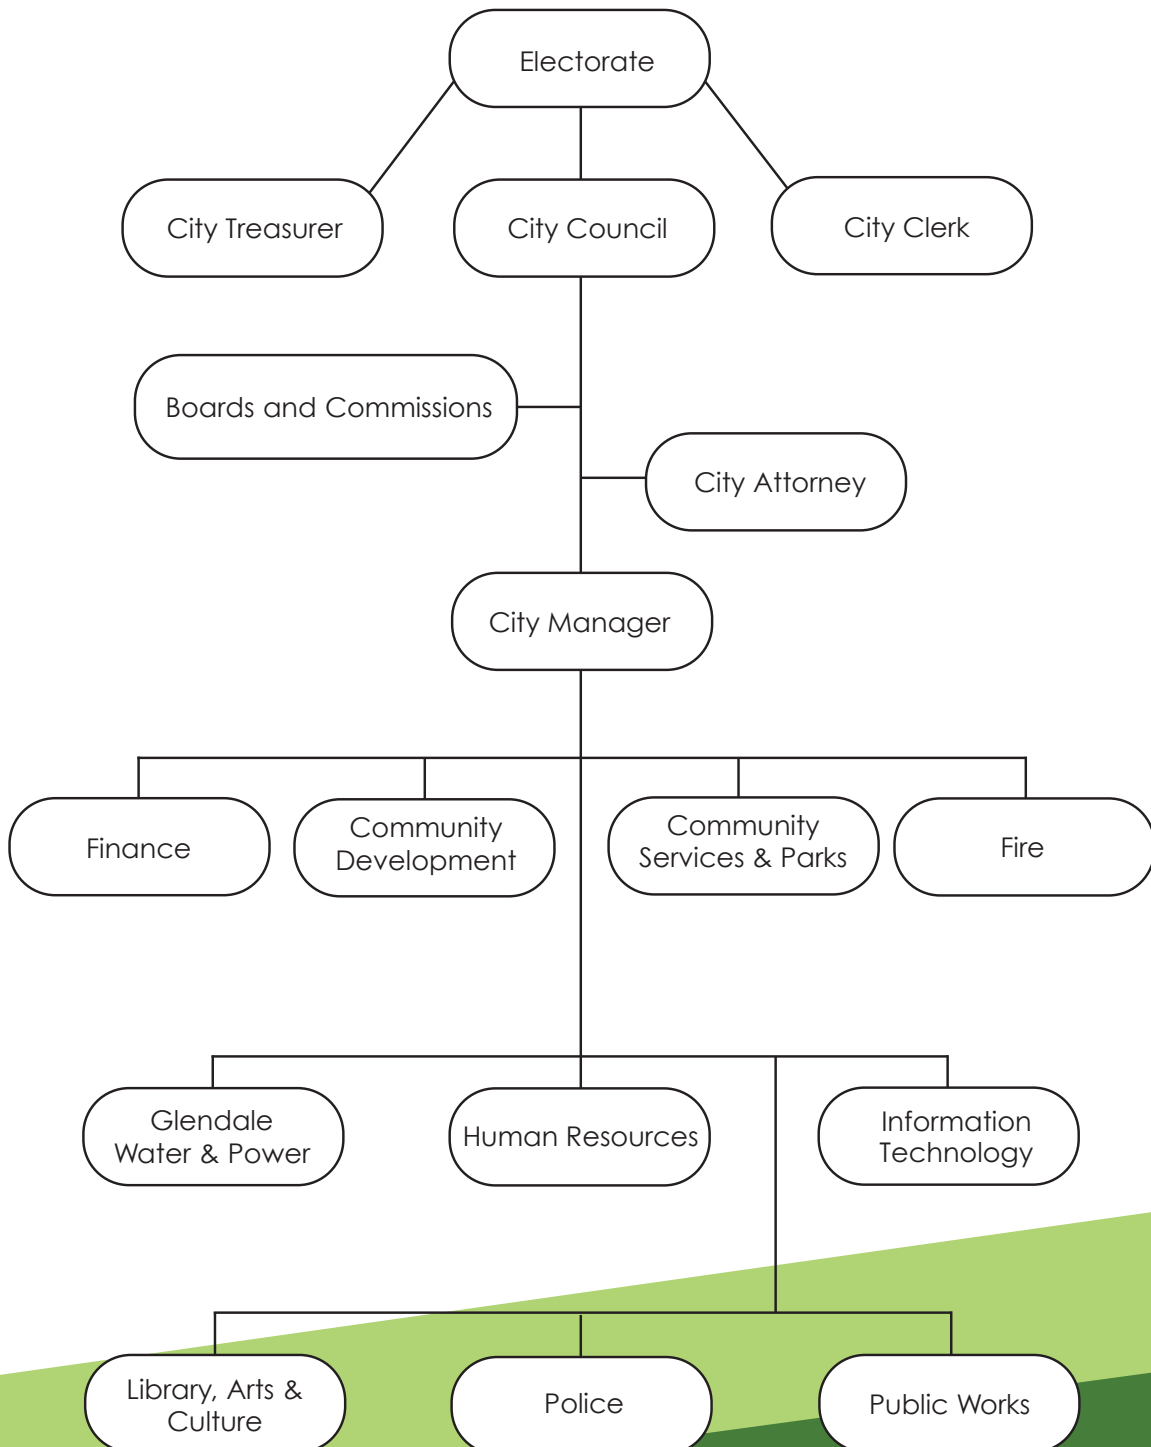 Electorate
City Treasurer
City Council
City Clerk
Boards and Commissions
City Attorney
City Manager
Finance
Community
Development
Community
Services & Parks
Fire
Glendale
Water & Power
Human Resources
Information
Technology
Library, Arts &
Culture
Police
Public Works